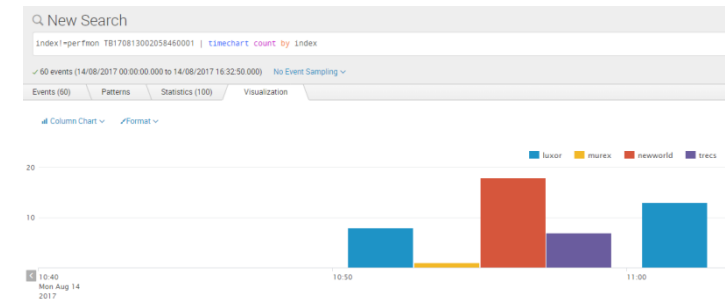 New Search
index!=perfmon TB170813002058460001 | timechart count by index
✓ 60 events (14/08/2017 00:00:00.000 to 14/08/2017 16:32:50.000) No Event Sampling
Events (60) Patterns Statistics (100) Visualization
Column Chart Format
luxor murex newworld trecs
20
10
10:40 10:50 11:00
Mon Aug 14
2017